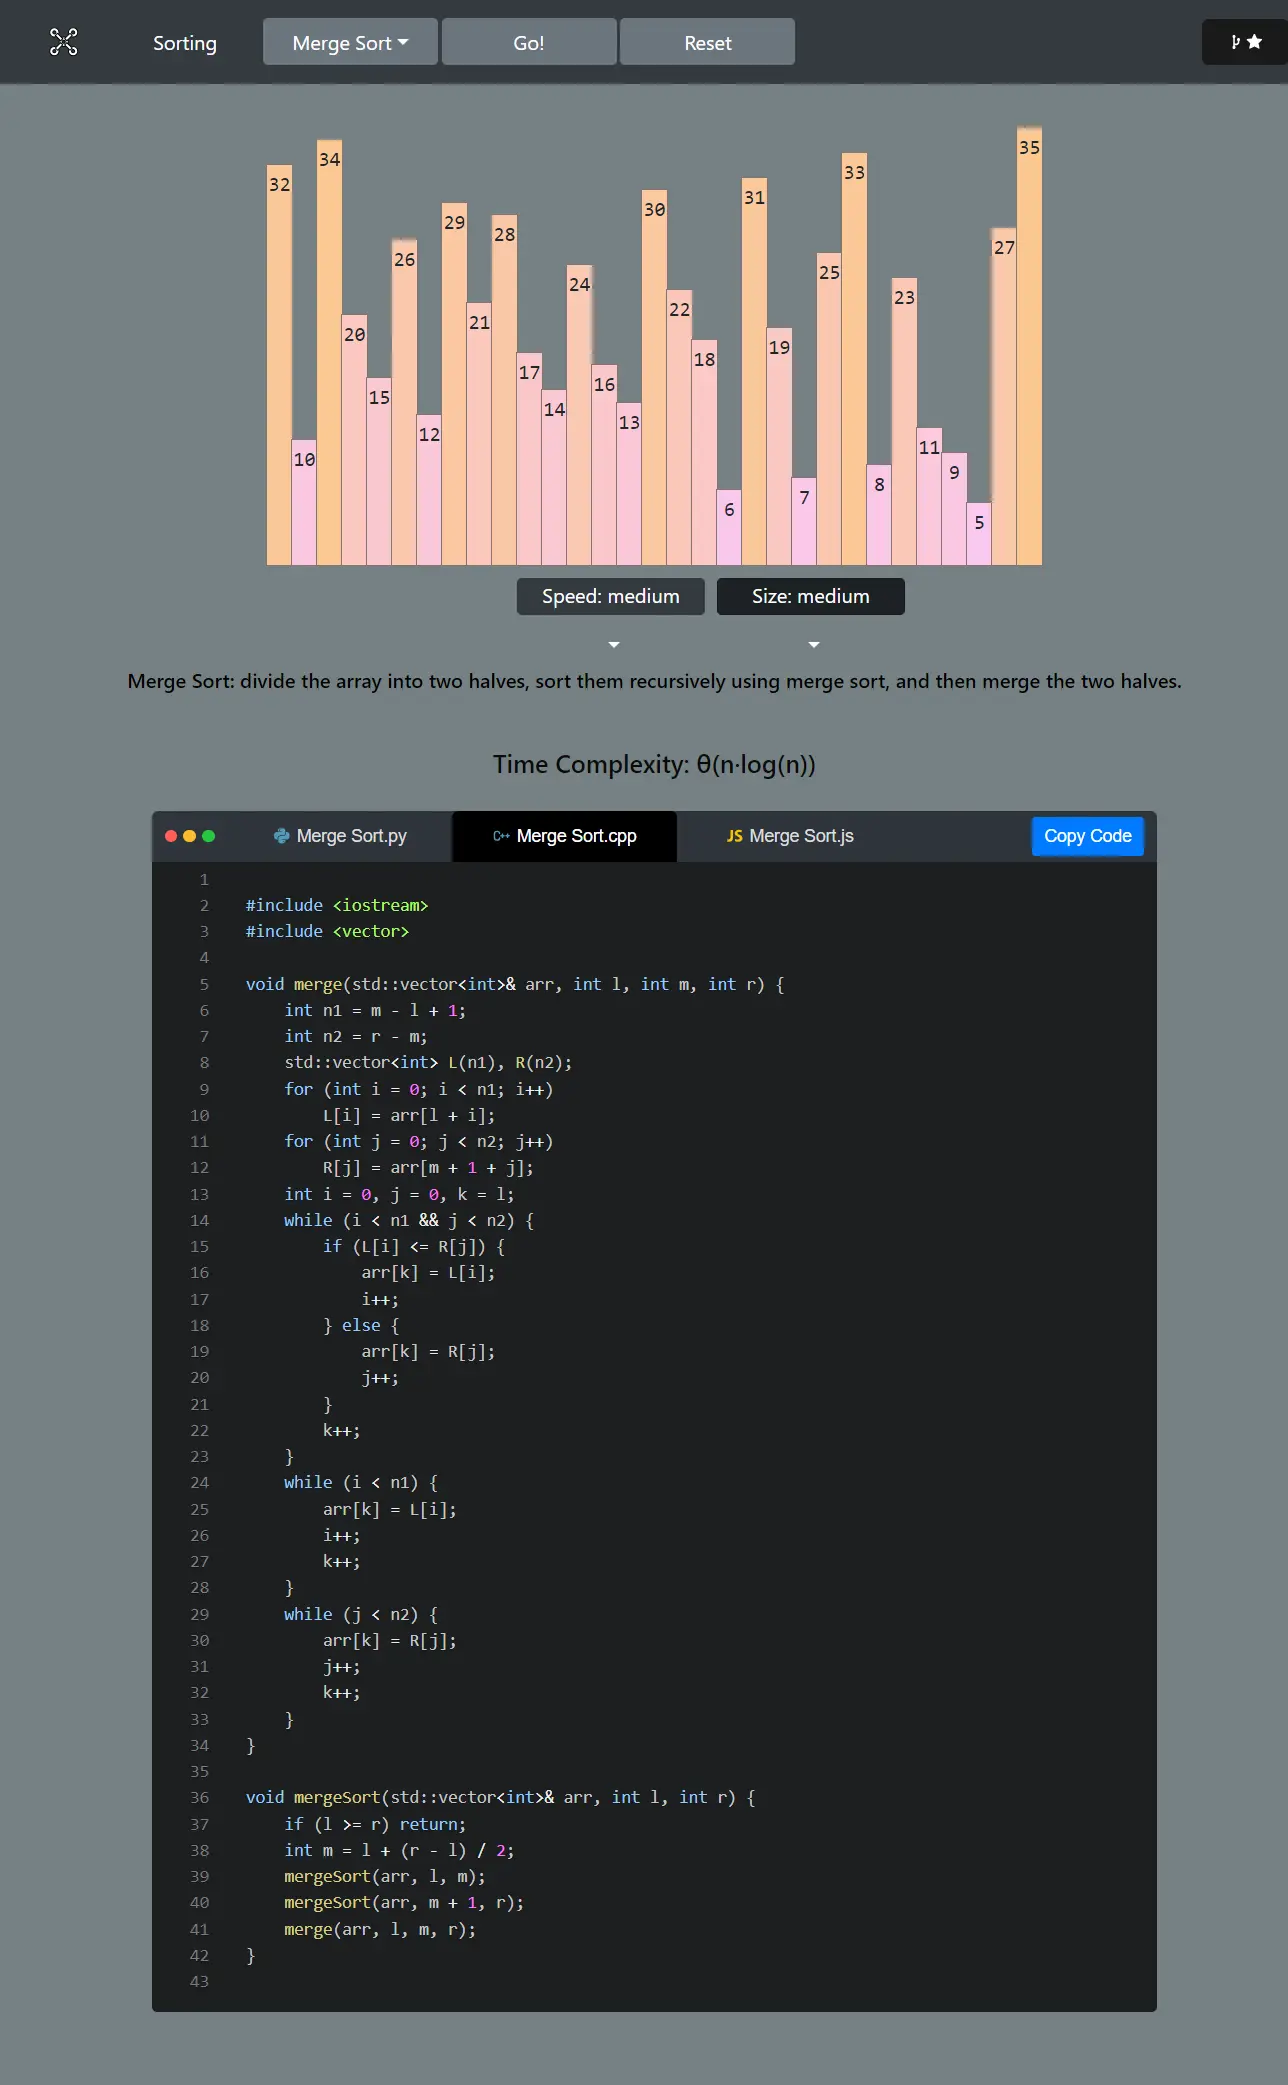 Sorting
Merge Sort
Go!
Reset
32
10
34
20
15
26
12
29
21
28
17
14
24
16
13
30
22
18
6
31
19
7
25
33
8
23
11
9
5
27
35
Speed: medium
Size: medium
Merge Sort: divide the array into two halves, sort them recursively using merge sort, and then merge the two halves.
Time Complexity: θ(n·log(n))
Merge Sort.py
C++ Merge Sort.cpp
JS Merge Sort.js
Copy Code
1
2 #include <iostream>
3 #include <vector>
4
5 void merge(std::vector<int>& arr, int l, int m, int r) {
6     int n1 = m - l + 1;
7     int n2 = r - m;
8     std::vector<int> L(n1), R(n2);
9     for (int i = 0; i < n1; i++)
10         L[i] = arr[l + i];
11     for (int j = 0; j < n2; j++)
12         R[j] = arr[m + 1 + j];
13     int i = 0, j = 0, k = l;
14     while (i < n1 && j < n2) {
15         if (L[i] <= R[j]) {
16             arr[k] = L[i];
17             i++;
18         } else {
19             arr[k] = R[j];
20             j++;
21         }
22         k++;
23     }
24     while (i < n1) {
25         arr[k] = L[i];
26         i++;
27         k++;
28     }
29     while (j < n2) {
30         arr[k] = R[j];
31         j++;
32         k++;
33     }
34 }
35
36 void mergeSort(std::vector<int>& arr, int l, int r) {
37     if (l >= r) return;
38     int m = l + (r - l) / 2;
39     mergeSort(arr, l, m);
40     mergeSort(arr, m + 1, r);
41     merge(arr, l, m, r);
42 }
43